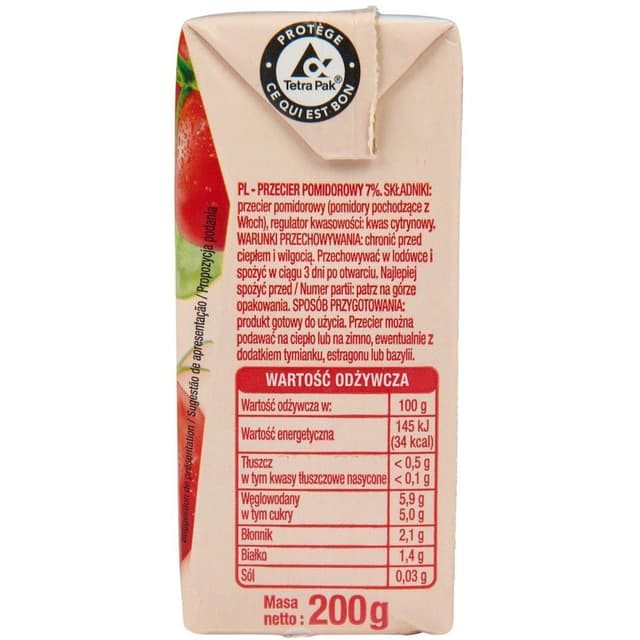 PROTÈGE
Tetra Pak®
CE QUI EST BON
PL - PRZECIER POMIDOROWY 7%. SKŁADNIKI:
przecier pomidorowy (pomidory pochodzące z
Włoch), regulator kwasowości: kwas cytrynowy.
WARUNKI PRZECHOWYWANIA: chronić przed
ciepłem i wilgocią. Przechowywać w lodówce i
spożyć w ciągu 3 dni po otwarciu. Najlepiej
spożyć przed / Numer partii: patrz na górze
opakowania. SPOSÓB PRZYGOTOWANIA:
produkt gotowy do użycia. Przecier można
podawać na ciepło lub na zimno, ewentualnie z
dodatkiem tymianku, estragonu lub bazylii.
WARTOŚĆ ODŻYWCZA
Wartość odżywcza w: 100 g
Wartość energetyczna 145 kJ
(34 kcal)
Tłuszcz < 0,5 g
w tym kwasy tłuszczowe nasycone < 0,1 g
Węglowodany 5,9 g
w tym cukry 5,0 g
Błonnik 2,1 g
Białko 1,4 g
Sól 0,03 g
Masa
netto : 200g
Suggestion de présentation / Sugestão de apresentação / Propozycja podania